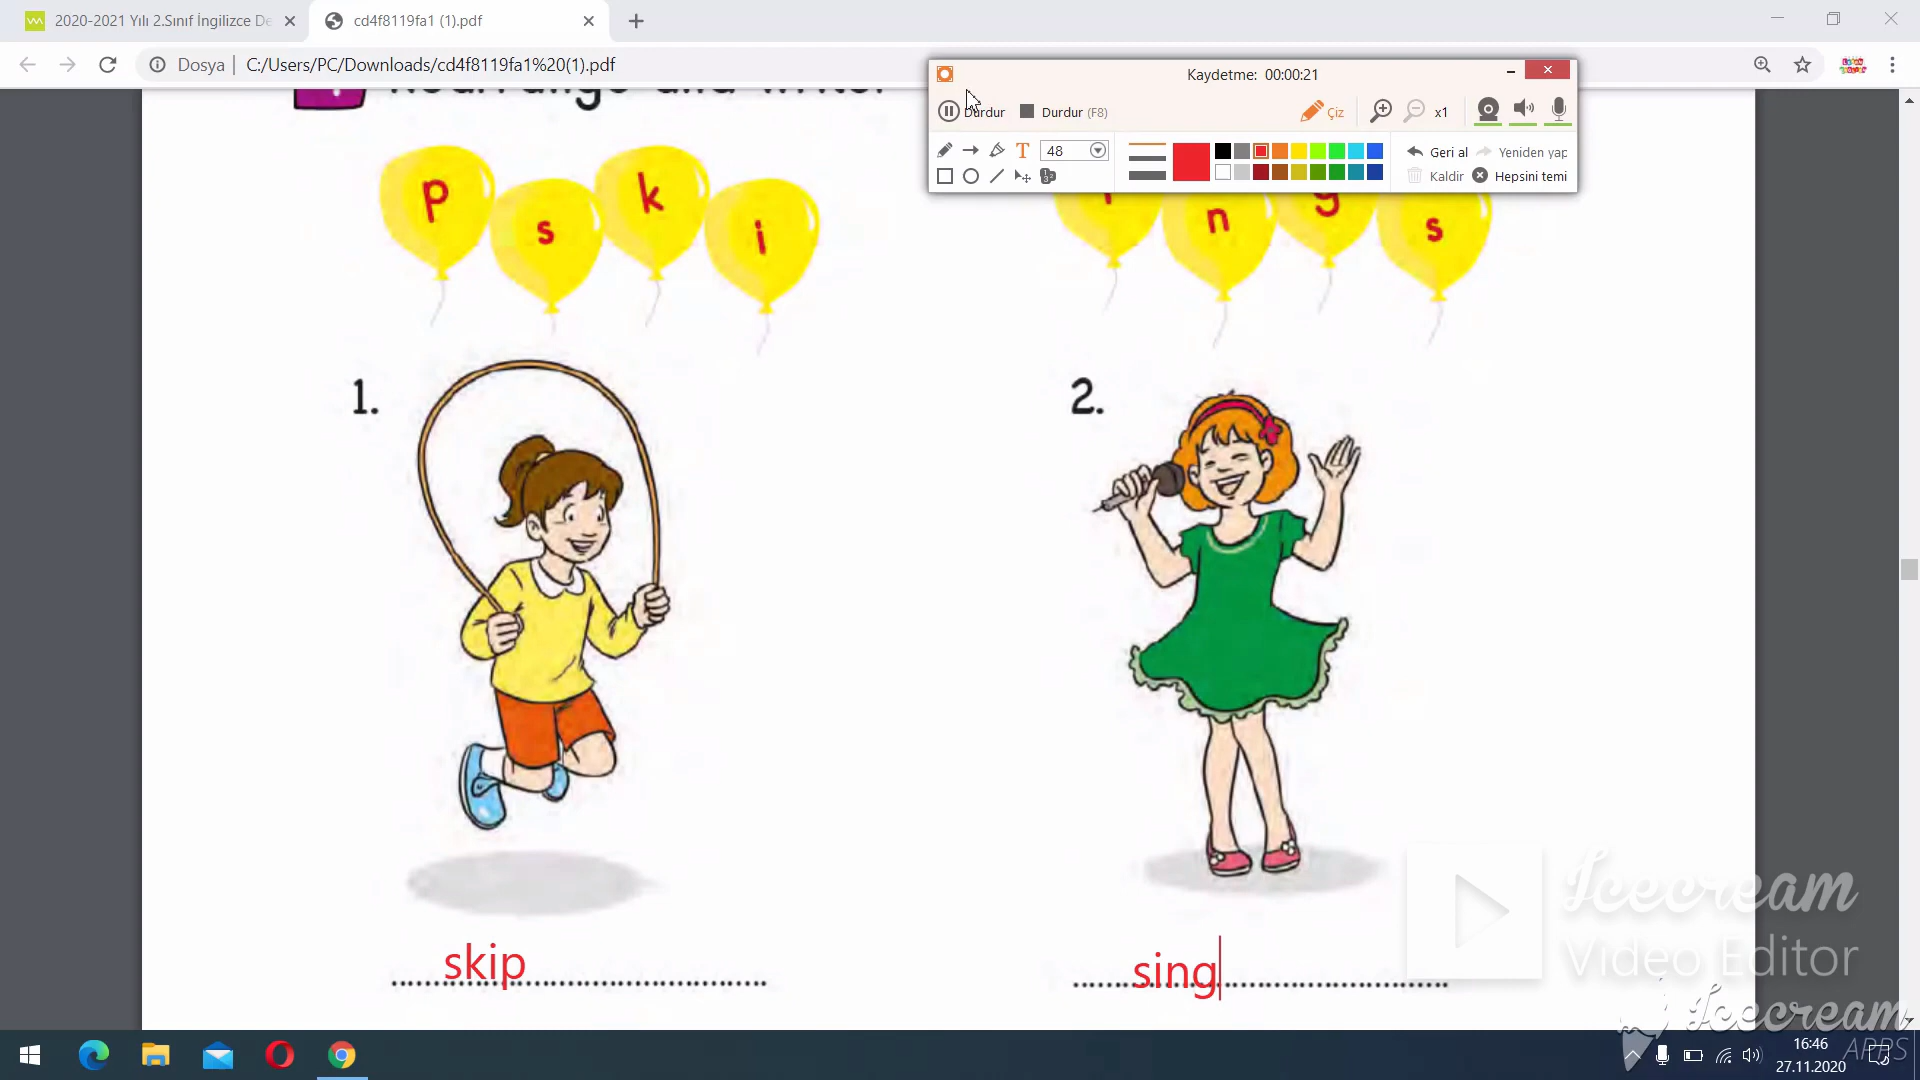 2020-2021 Yılı 2.Sınıf İngilizce De
cd4f8119fa1 (1).pdf
Dosya
C:/Users/PC/Downloads/cd4f8119fa1%20(1).pdf
Kaydetme: 00:00:21
Durdur
Durdur (F8)
Çiz
x1
T
48
Geri al
Yeniden yap
Kaldir
Hepsini temi
p s k i
n g s
1.
2.
skip
sing
Icecream
Video Editor
Icecream
APPS
16:46
27.11.2020